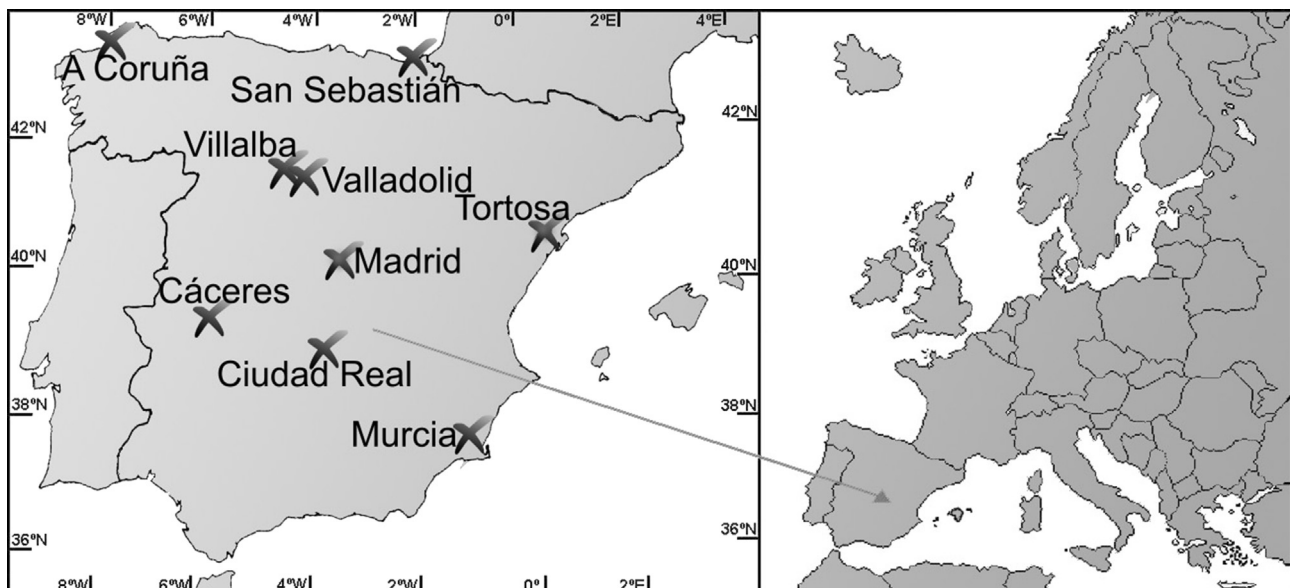 8ºW 6ºW 4ºW 2ºW 0º 2ºE 4ºE
A Coruña
San Sebastián
42ºN
42ºN
Villalba
Valladolid
Tortosa
40ºN
Madrid
40ºN
Cáceres
Ciudad Real
38ºN
38ºN
Murcia
36ºN
36ºN
8ºW 6ºW 4ºW 2ºW 0º 2ºE